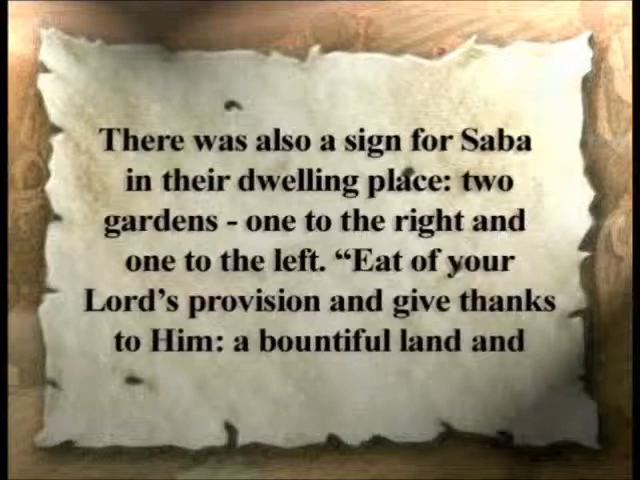 There was also a sign for Saba
in their dwelling place: two
gardens - one to the right and
one to the left. “Eat of your
Lord’s provision and give thanks
to Him: a bountiful land and